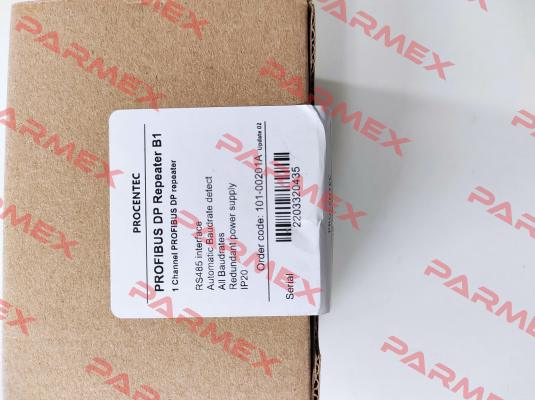 PROCENTEC
PROFIBUS DP Repeater B1
1 Channel PROFIBUS DP repeater
RS485 interface
Automatic Baudrate detect
All Baudrates
Redundant power supply
IP20
Order code: 101-00201A Update 02
2203320435
Serial
PARMEX
PARMEX
PARMEX
PARMEX
PARMEX
PARMEX
PARMEX